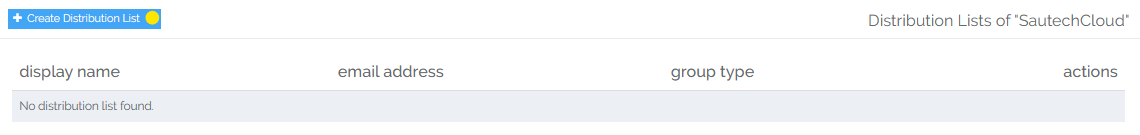 + Create Distribution List
Distribution Lists of "SautechCloud"
display name email address group type actions
No distribution list found.